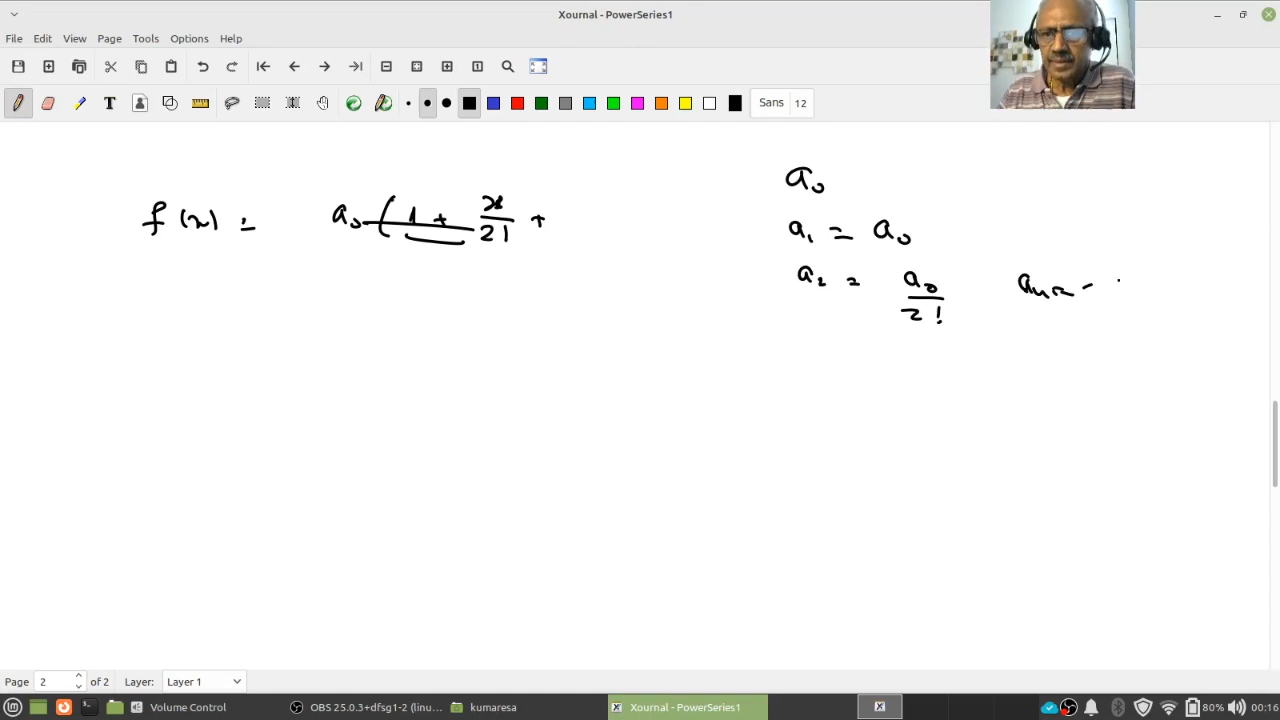 Xournal - PowerSeries1
File Edit View Page Tools Options Help
Sans 12
a₀
f(x) = a₀ (1 + x/2! +
a₁ = a₀
a₂ = a₀/2!
Page 2 of 2 Layer: Layer 1
Volume Control OBS 25.0.3+dfsg1-2 (linu... kumaresa Xournal - PowerSeries1 80% 00:16